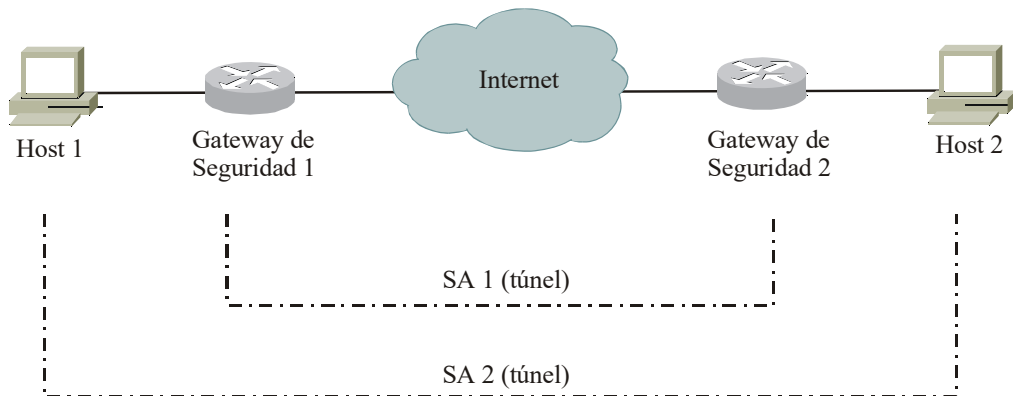 Internet
Host 1
Gateway de
Seguridad 1
Gateway de
Seguridad 2
Host 2
SA 1 (túnel)
SA 2 (túnel)